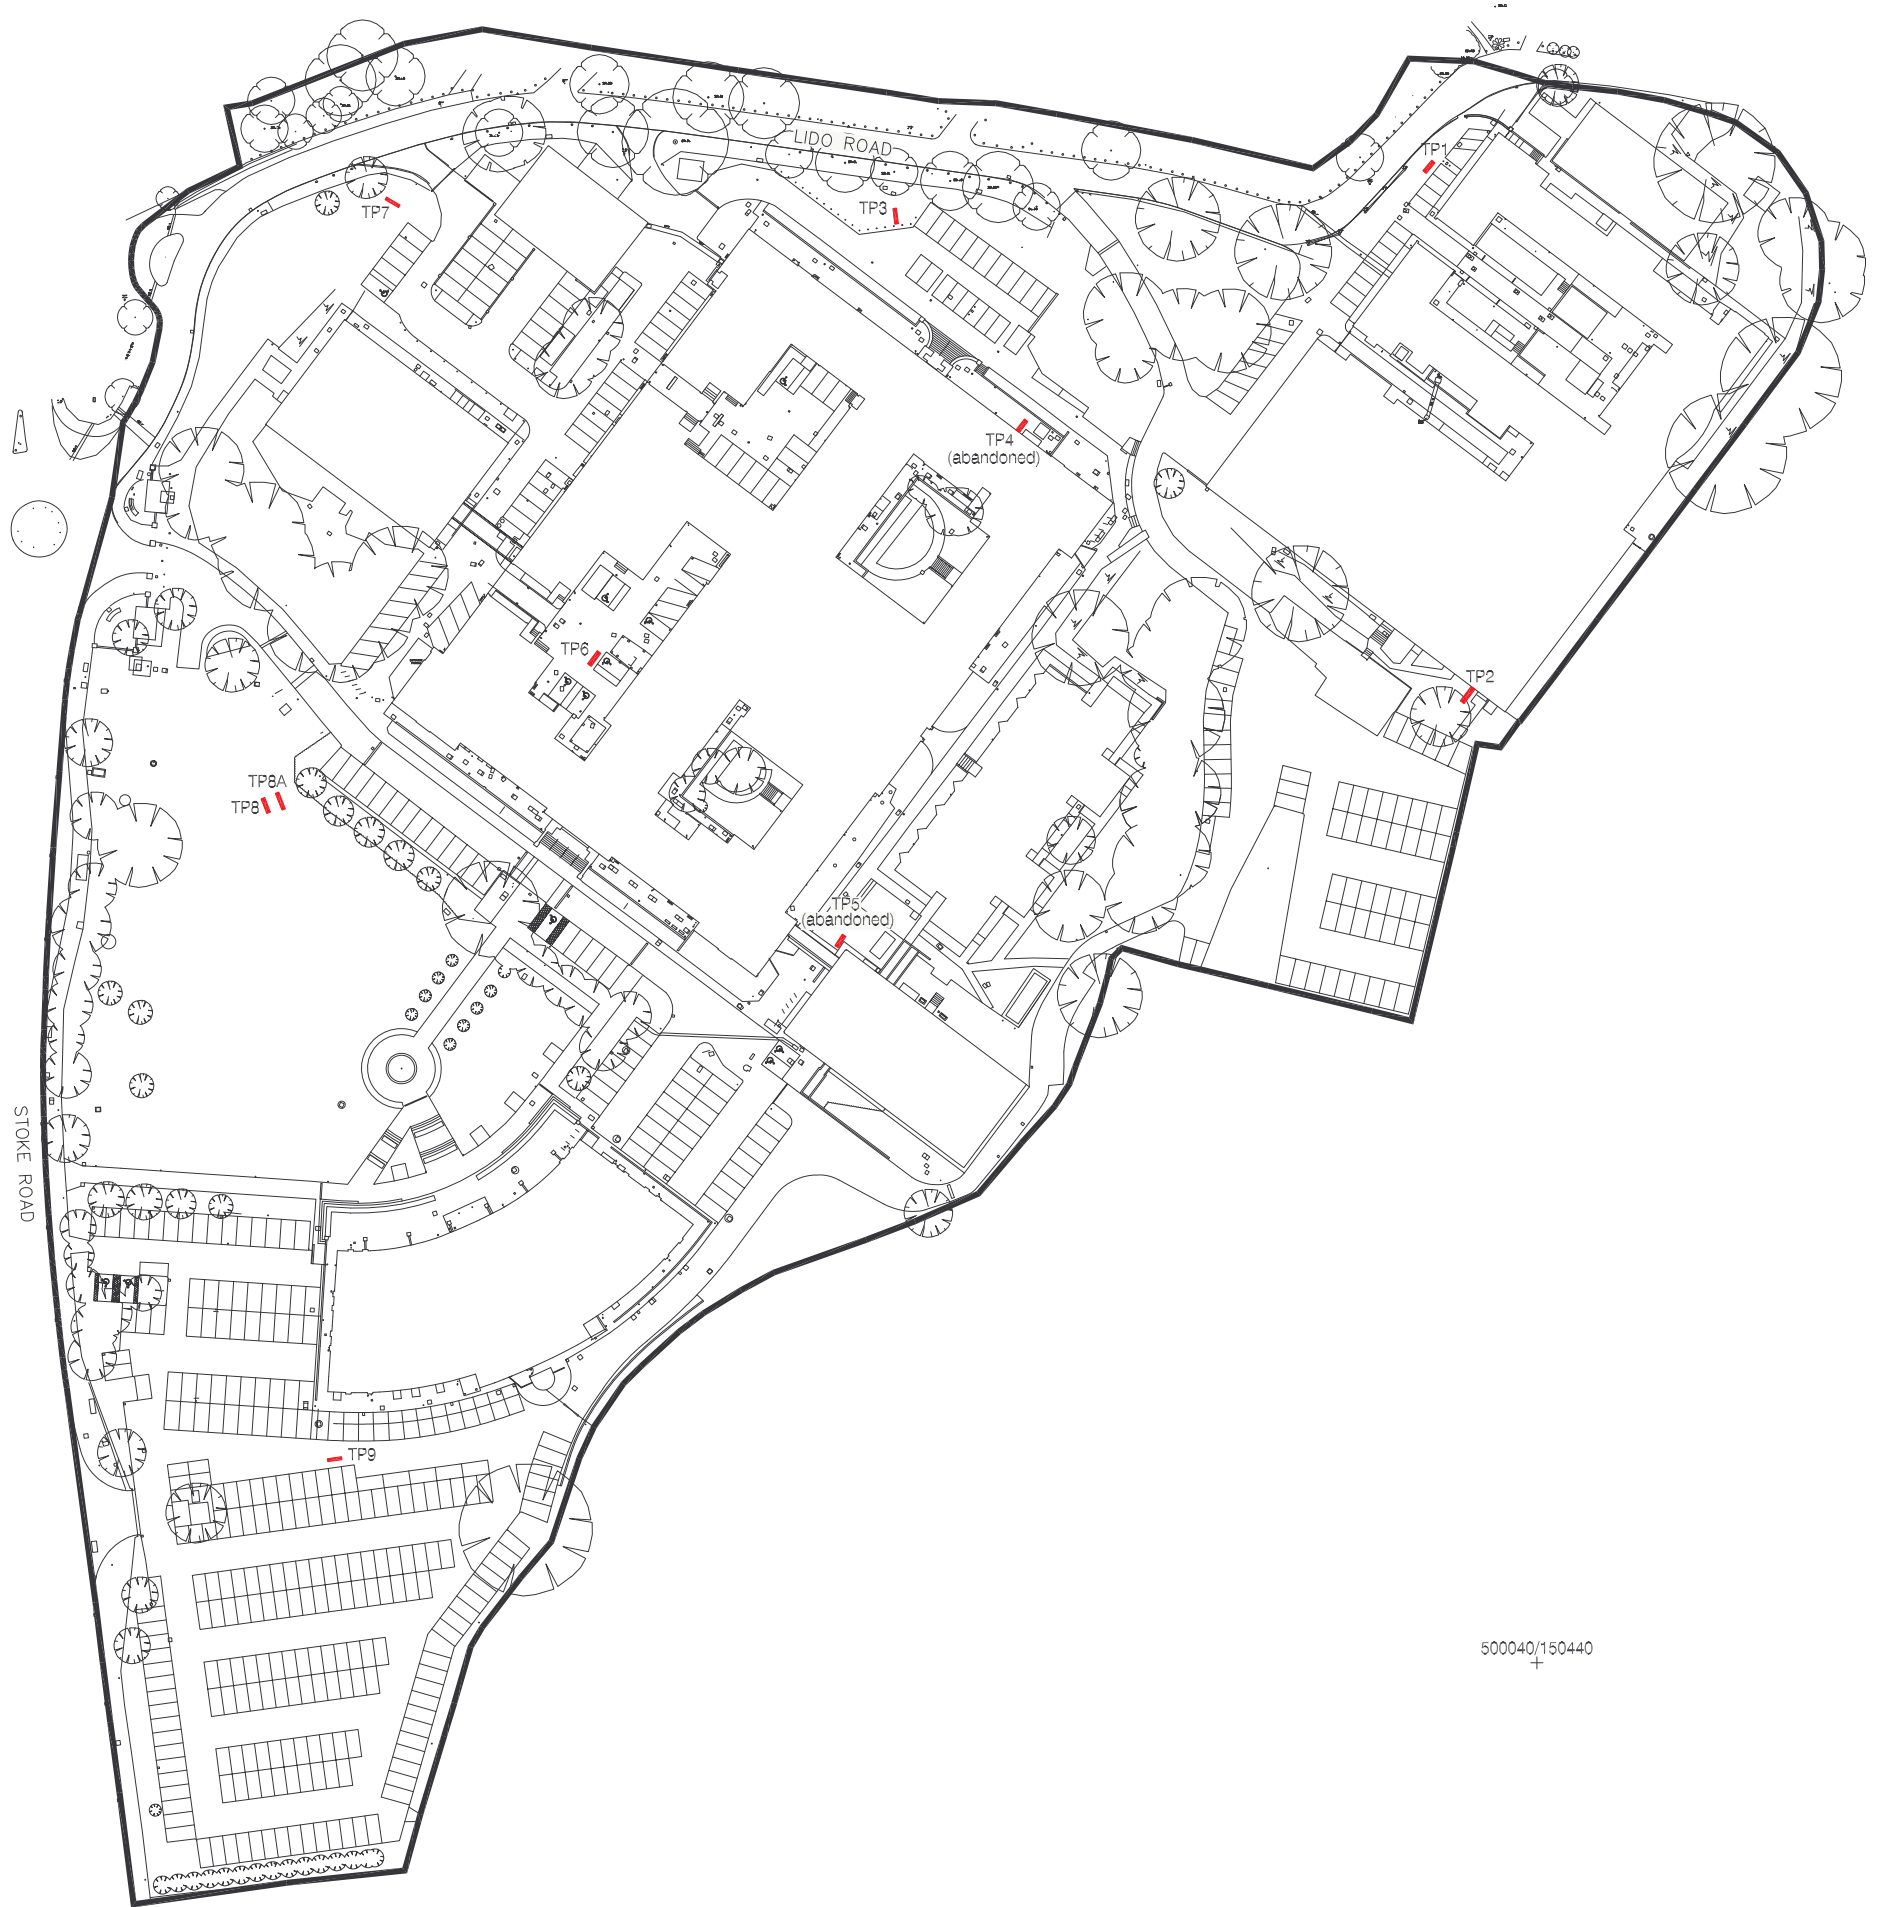 LIDO ROAD
TP1
TP7
TP3
TP4
(abandoned)
TP6
TP2
TP8A
TP8
TP5
(abandoned)
STOKE ROAD
TP9
500040/150440